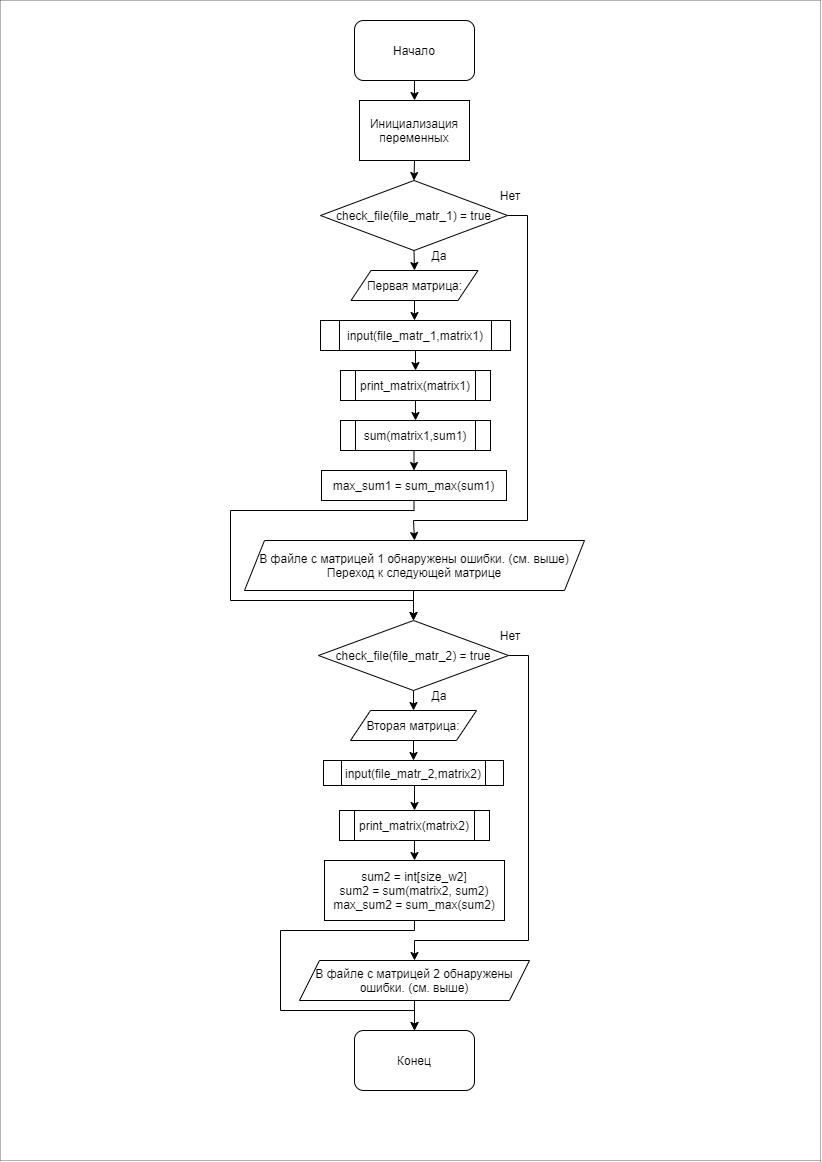 Начало
Инициализация
переменных
Нет
check_file(file_matr_1) = true
Да
Первая матрица:
input(file_matr_1,matrix1)
print_matrix(matrix1)
sum(matrix1,sum1)
max_sum1 = sum_max(sum1)
В файле с матрицей 1 обнаружены ошибки. (см. выше)
Переход к следующей матрице
Нет
check_file(file_matr_2) = true
Да
Вторая матрица:
input(file_matr_2,matrix2)
print_matrix(matrix2)
sum2 = int[size_w2]
sum2 = sum(matrix2, sum2)
max_sum2 = sum_max(sum2)
В файле с матрицей 2 обнаружены
ошибки. (см. выше)
Конец